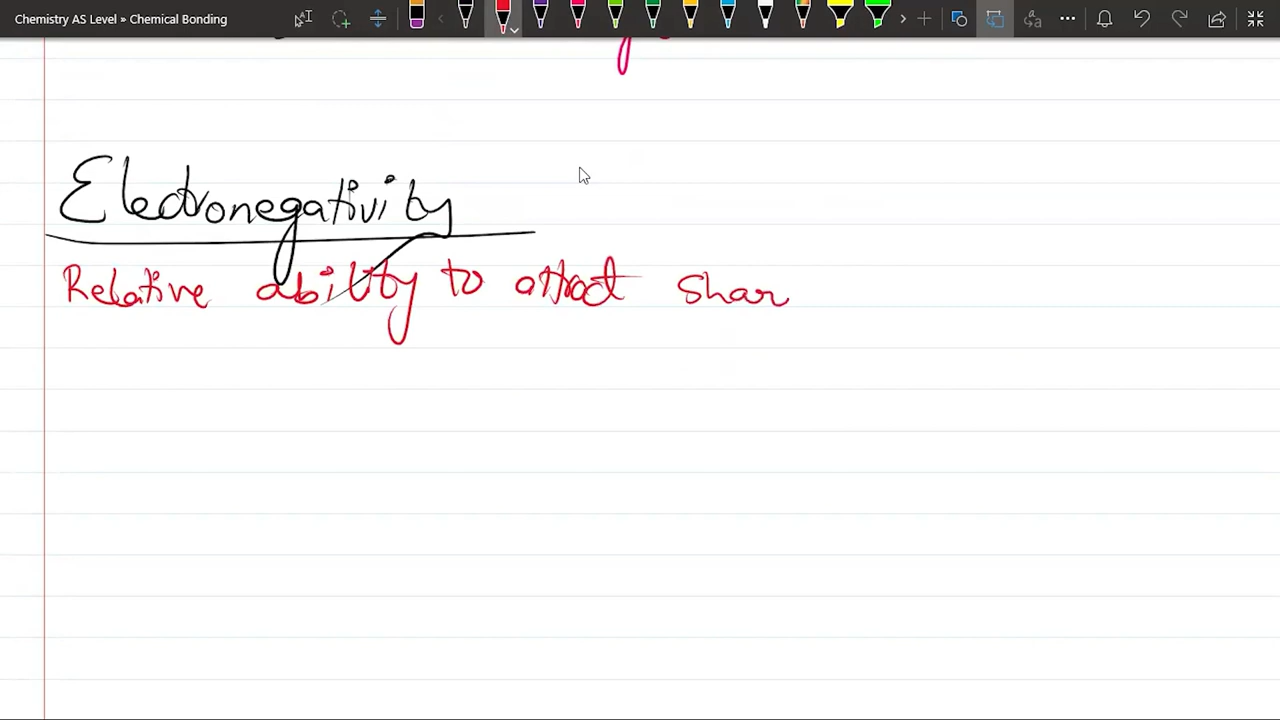 Chemistry AS Level » Chemical Bonding
Electronegativity
Relative ability to attract shar